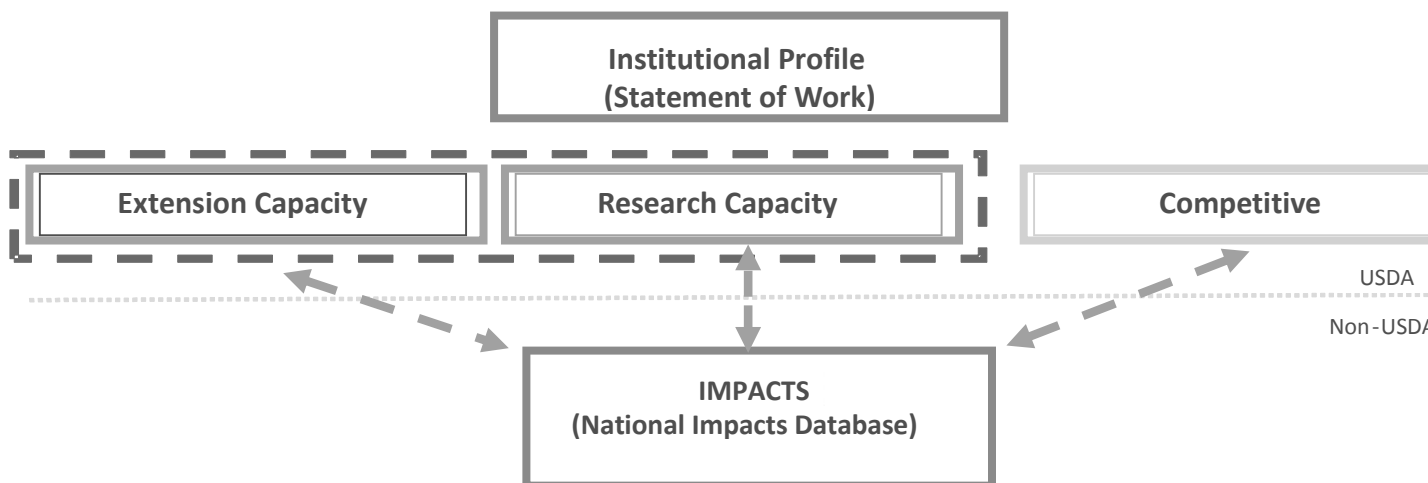 Institutional Profile
(Statement of Work)
Extension Capacity
Research Capacity
Competitive
USDA
Non-USDA
IMPACTS
(National Impacts Database)